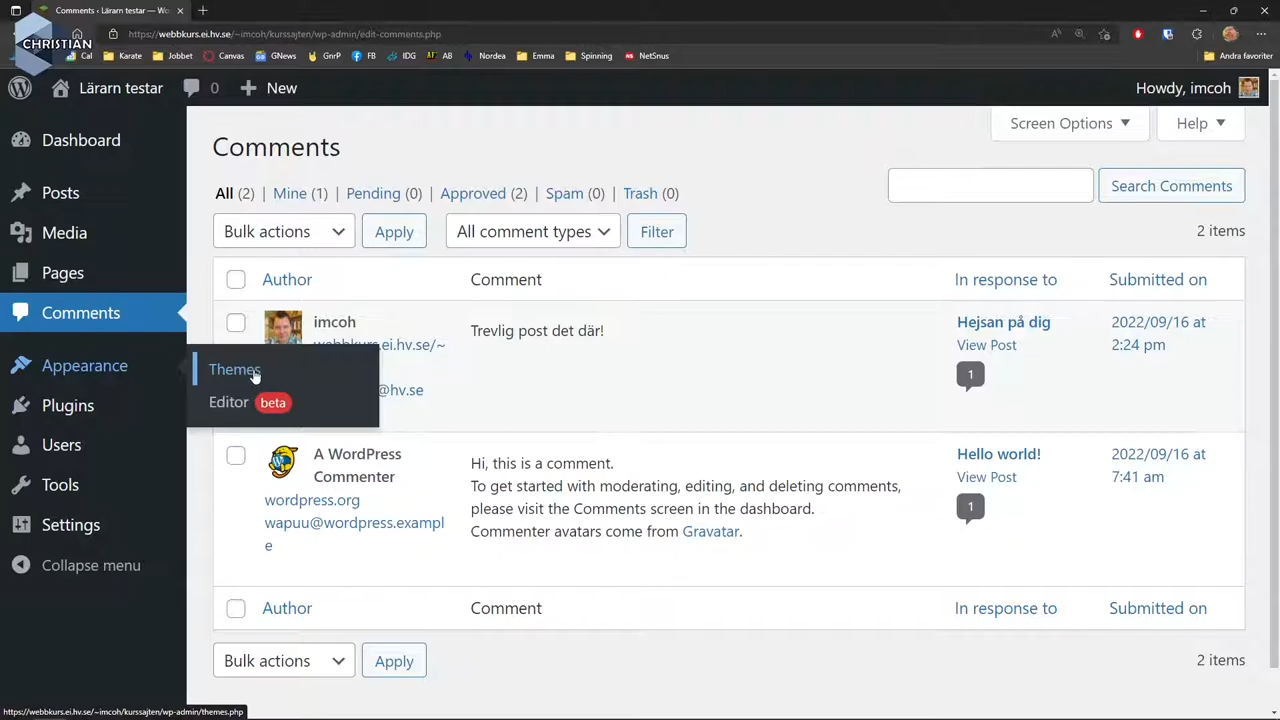 Comments ‹ Lärarn testar — Wo
CHRISTIAN
https://webbkurs.ei.hv.se/~imcoh/kurssajten/wp-admin/edit-comments.php
Cal Karate Jobbet Canvas GNews GnrP FB IDG AB Nordea Emma Spinning NetSnus Andra favoriter
Lärarn testar 0 New Howdy, imcoh
Screen Options Help
Dashboard
Posts
Media
Pages
Comments
Appearance
Themes
Editor beta
Plugins
Users
Tools
Settings
Collapse menu
Comments
All (2) | Mine (1) | Pending (0) | Approved (2) | Spam (0) | Trash (0)
Search Comments
Bulk actions Apply All comment types Filter 2 items
Author Comment In response to Submitted on
imcoh
webbkurs.ei.hv.se/~
@hv.se
Trevlig post det där!
Hejsan på dig
View Post
1
2022/09/16 at
2:24 pm
A WordPress
Commenter
wordpress.org
wapuu@wordpress.exampl
e
Hi, this is a comment.
To get started with moderating, editing, and deleting comments,
please visit the Comments screen in the dashboard.
Commenter avatars come from Gravatar.
Hello world!
View Post
1
2022/09/16 at
7:41 am
Author Comment In response to Submitted on
Bulk actions Apply 2 items
https://webbkurs.ei.hv.se/~imcoh/kurssajten/wp-admin/themes.php